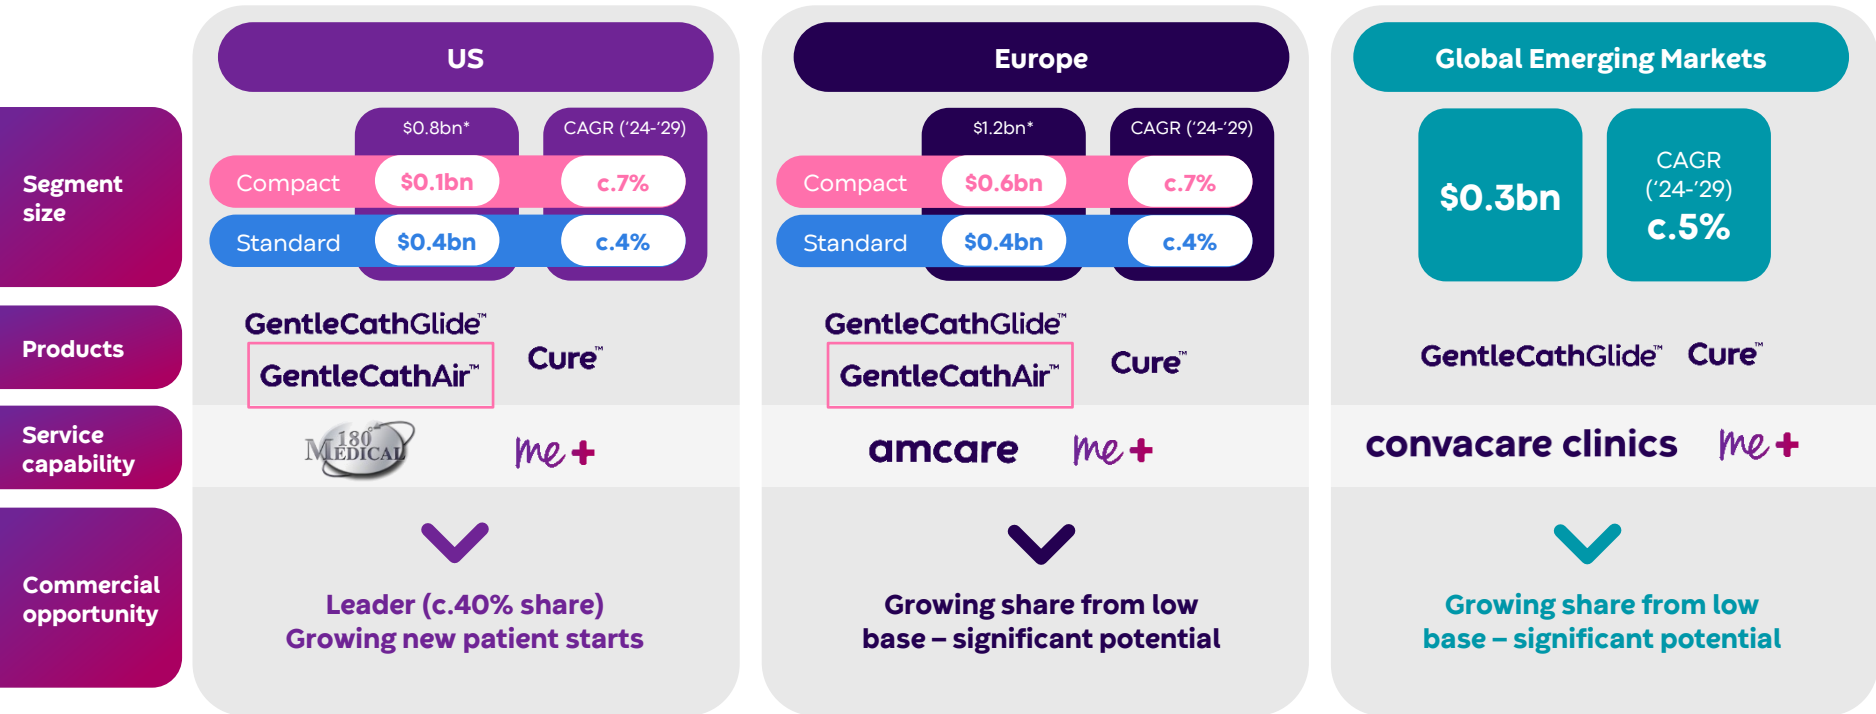 US
Europe
Global Emerging Markets
Segment
size
$0.8bn*
CAGR (‘24-’29)
Compact
$0.1bn
c.7%
Standard
$0.4bn
c.4%
$1.2bn*
CAGR (‘24-’29)
Compact
$0.6bn
c.7%
Standard
$0.4bn
c.4%
$0.3bn
CAGR
(‘24-’29)
c.5%
Products
GentleCathGlide™
GentleCathAir™
Cure™
GentleCathGlide™
GentleCathAir™
Cure™
GentleCathGlide™
Cure™
Service
capability
180°
MEDICAL
me+
amcare
me+
convacare clinics
me+
Commercial
opportunity
Leader (c.40% share)
Growing new patient starts
Growing share from low
base – significant potential
Growing share from low
base – significant potential